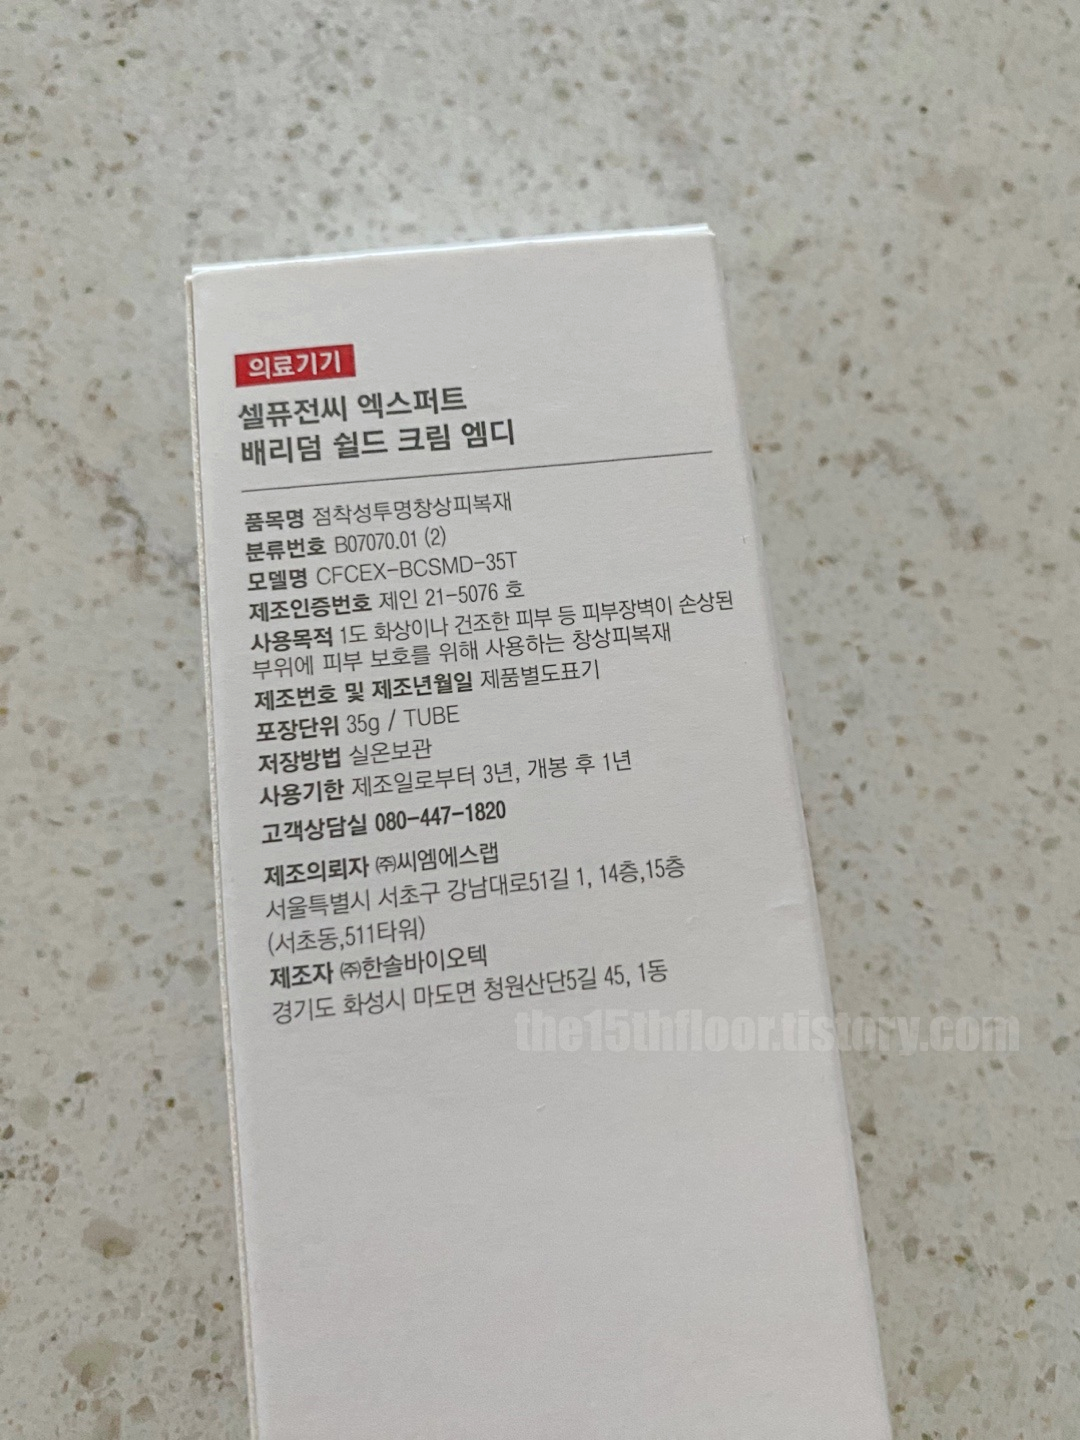 의료기기
셀퓨전씨 엑스퍼트
배리덤 쉴드 크림 엠디
품목명 점착성투명창상피복재
분류번호 B07070.01 (2)
모델명 CFCEX-BCSMD-35T
제조인증번호 제인 21-5076 호
사용목적 1도 화상이나 건조한 피부 등 피부장벽이 손상된
부위에 피부 보호를 위해 사용하는 창상피복재
제조번호 및 제조년월일 제품별도표기
포장단위 35g / TUBE
저장방법 실온보관
사용기한 제조일로부터 3년, 개봉 후 1년
고객상담실 080-447-1820
제조의뢰자 ㈜씨엠에스랩
서울특별시 서초구 강남대로51길 1, 14층,15층
(서초동,511타워)
제조자 ㈜한솔바이오텍
경기도 화성시 마도면 청원산단5길 45, 1동
the15thfloor.tistory.com